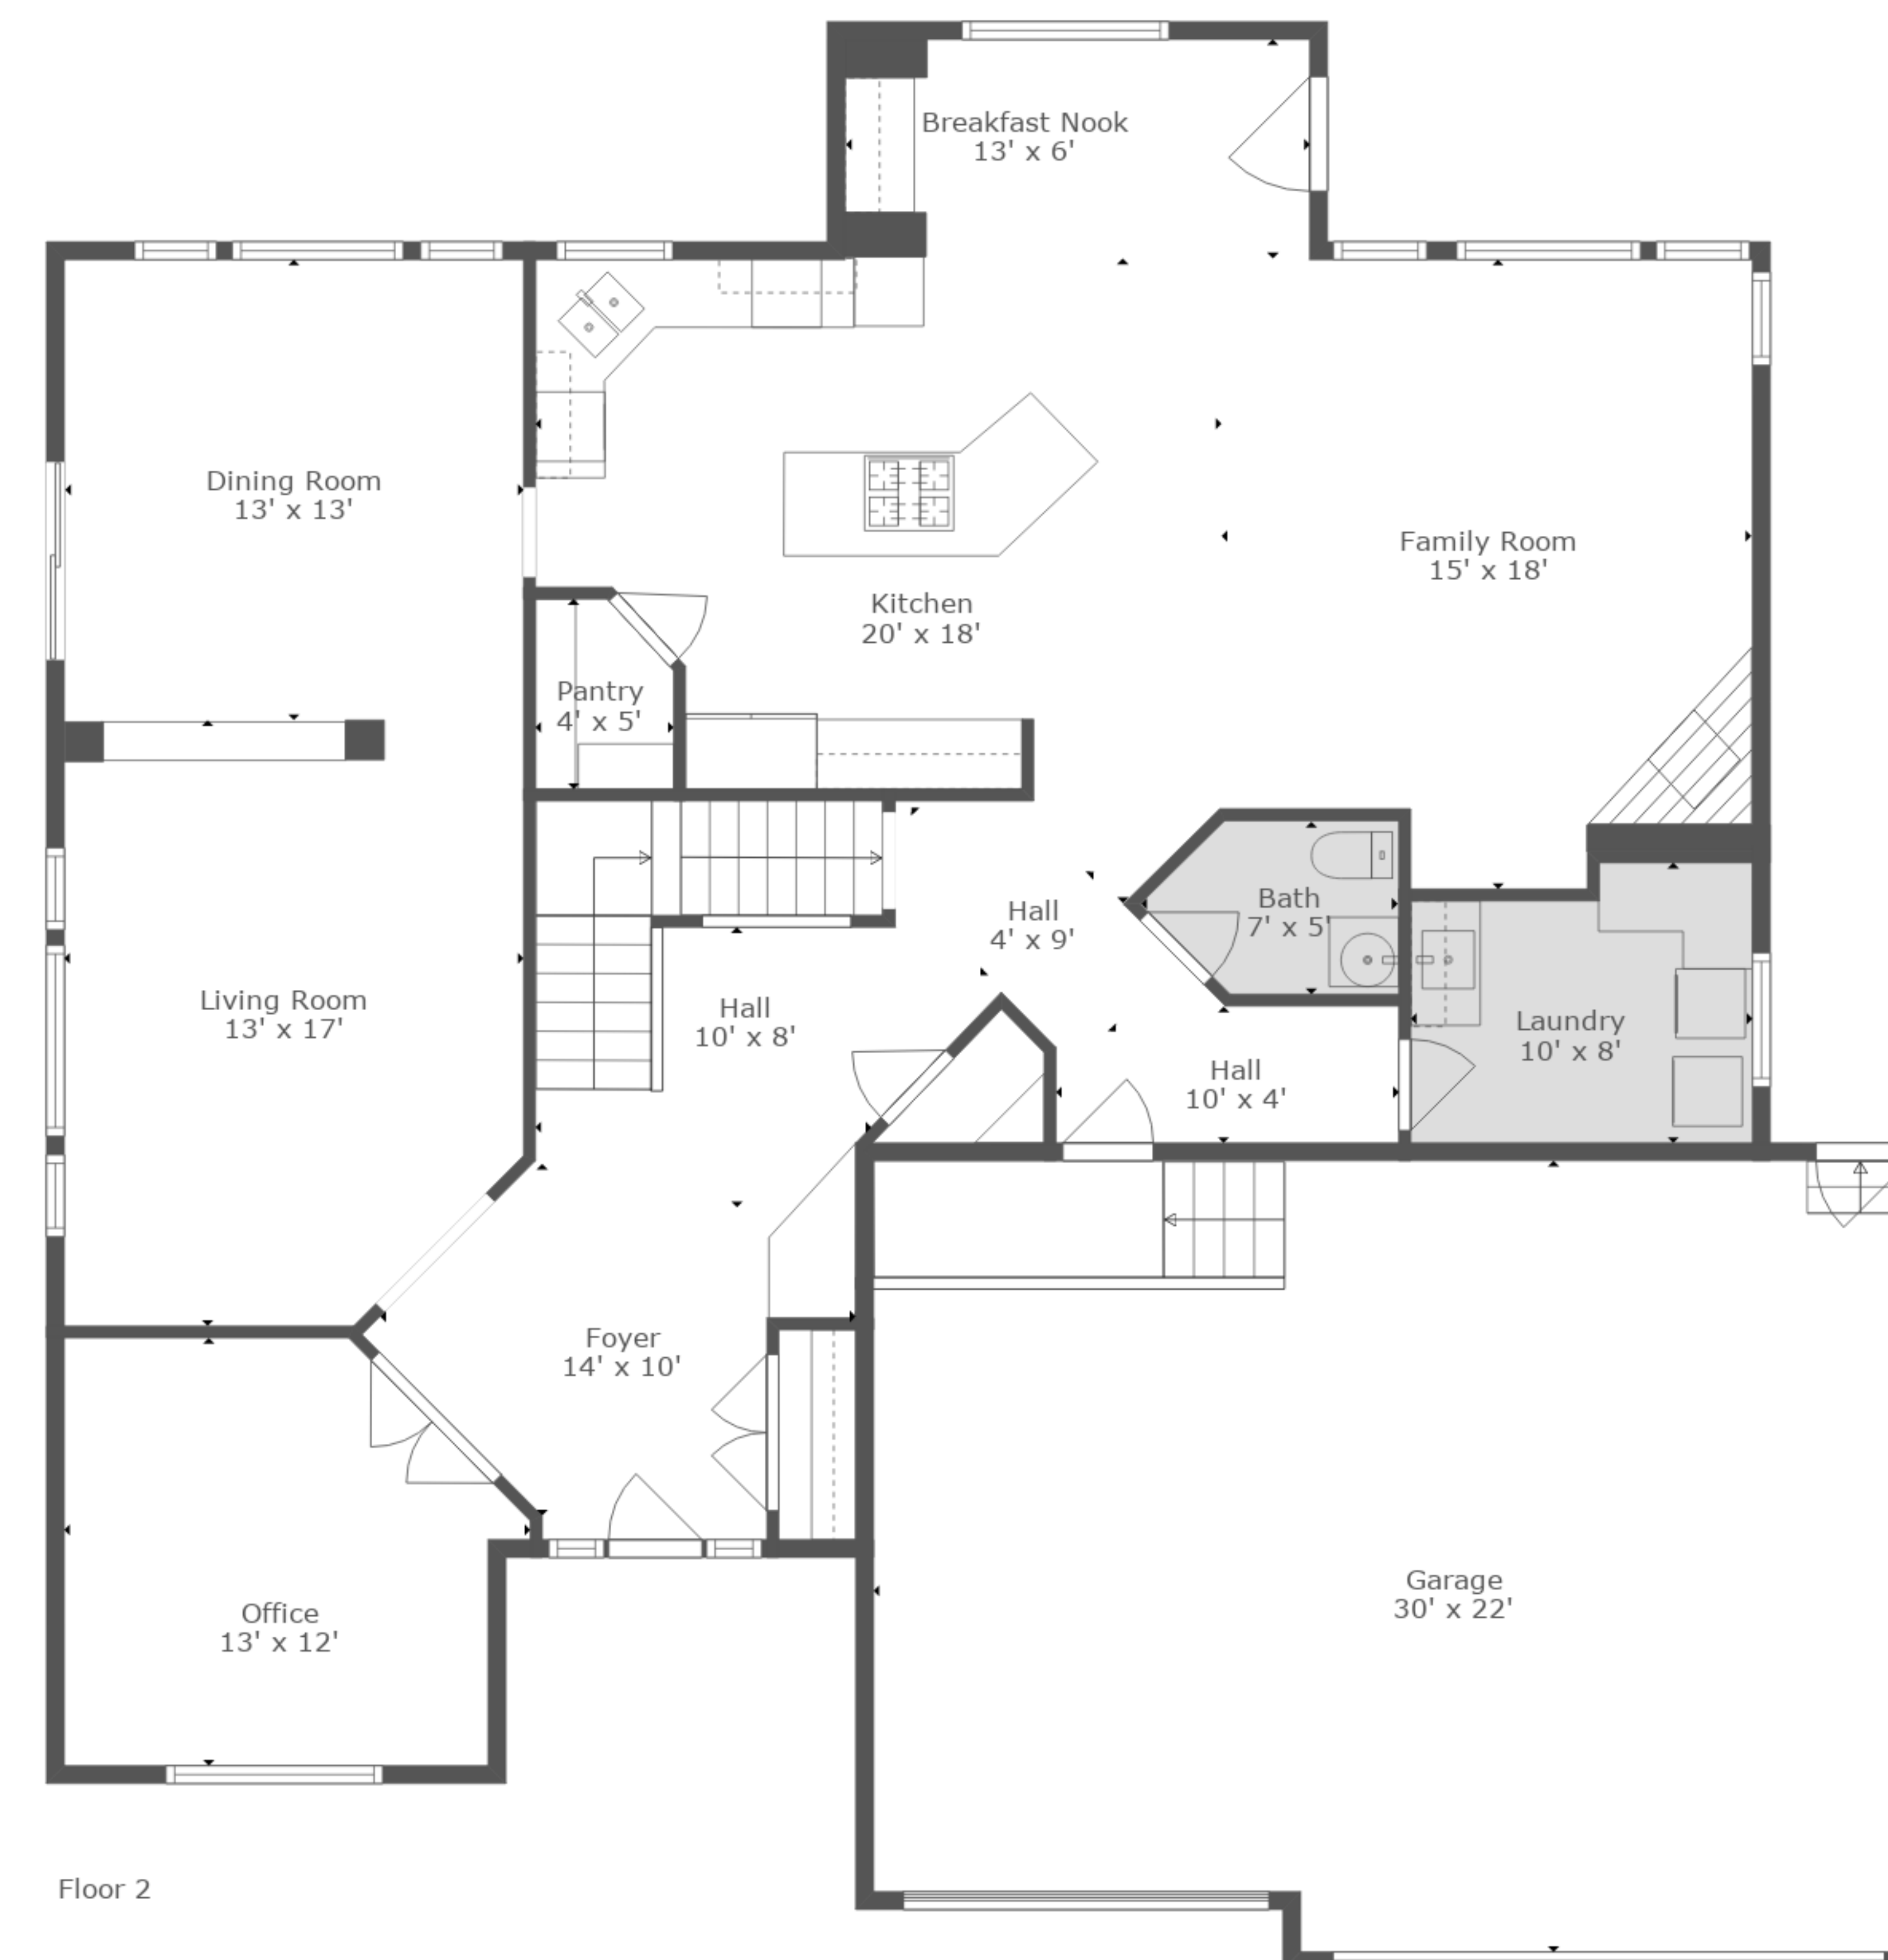 Breakfast Nook
13' x 6'
Dining Room
13' x 13'
Family Room
15' x 18'
Kitchen
20' x 18'
Pantry
4' x 5'
Bath
7' x 5'
Hall
4' x 9'
Living Room
13' x 17'
Hall
10' x 8'
Laundry
10' x 8'
Hall
10' x 4'
Foyer
14' x 10'
Garage
30' x 22'
Office
13' x 12'
Floor 2